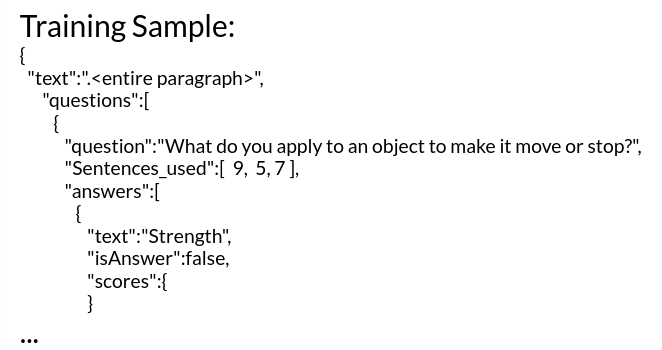 Training Sample:
{
"text":".<entire paragraph>",
"questions":[
{
"question":"What do you apply to an object to make it move or stop?",
"Sentences_used":[ 9, 5, 7 ],
"answers":[
{
"text":"Strength",
"isAnswer":false,
"scores":{
}
...